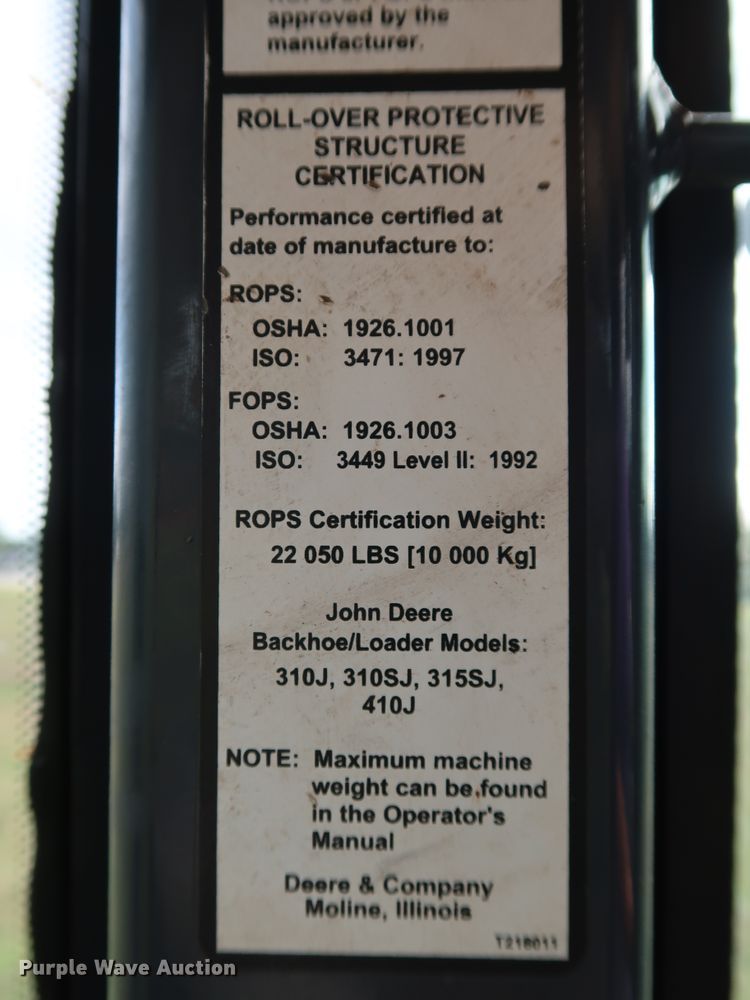 approved by the
manufacturer.
ROLL-OVER PROTECTIVE
STRUCTURE
CERTIFICATION
Performance certified at
date of manufacture to:
ROPS:
OSHA: 1926.1001
ISO: 3471: 1997
FOPS:
OSHA: 1926.1003
ISO: 3449 Level II: 1992
ROPS Certification Weight:
22 050 LBS [10 000 Kg]
John Deere
Backhoe/Loader Models:
310J, 310SJ, 315SJ,
410J
NOTE: Maximum machine
weight can be found
in the Operator's
Manual
Deere & Company
Moline, Illinois
T218011
Purple Wave Auction